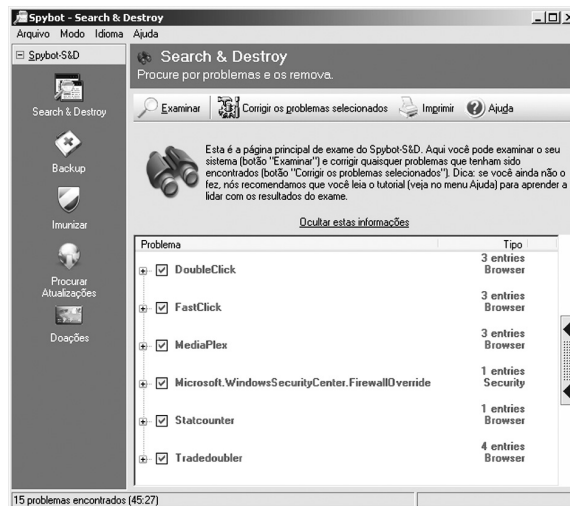 Spybot - Search & Destroy
Arquivo Modo Idioma Ajuda
Spybot-S&D
Search & Destroy
Backup
Imunizar
Procurar
Atualizações
Doações
Search & Destroy
Procure por problemas e os remova.
Examinar Corrigir os problemas selecionados Imprimir Ajuda
Esta é a página principal de exame do Spybot-S&D. Aqui você pode examinar o seu
sistema (botão "Examinar") e corrigir quaisquer problemas que tenham sido
encontrados (botão "Corrigir os problemas selecionados"). Dica: se você ainda não o
fez, nós recomendamos que você leia o tutorial (veja no menu Ajuda) para aprender a
lidar com os resultados do exame.
Ocultar estas informações
Problema Tipo
DoubleClick 3 entries
Browser
FastClick 3 entries
Browser
MediaPlex 3 entries
Browser
Microsoft.WindowsSecurityCenter.FirewallOverride 1 entries
Security
Statcounter 1 entries
Browser
Tradedoubler 4 entries
Browser
15 problemas encontrados (45:27)